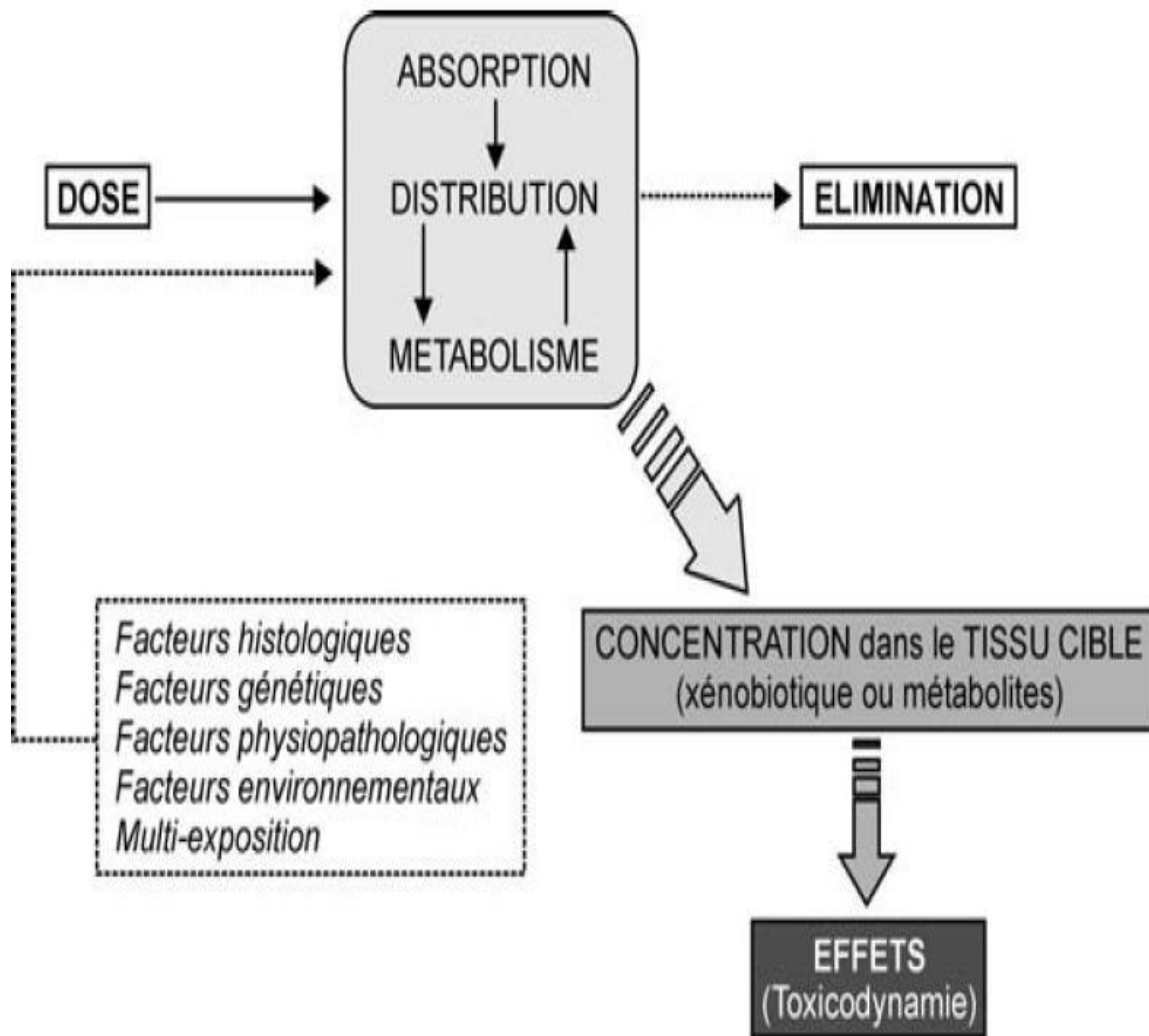 ABSORPTION
DOSE
DISTRIBUTION
ELIMINATION
METABOLISME
Facteurs histologiques
Facteurs génétiques
Facteurs physiopathologiques
Facteurs environnementaux
Multi-exposition
CONCENTRATION dans le TISSU CIBLE
(xénobiotique ou métabolites)
EFFETS
(Toxicodynamie)